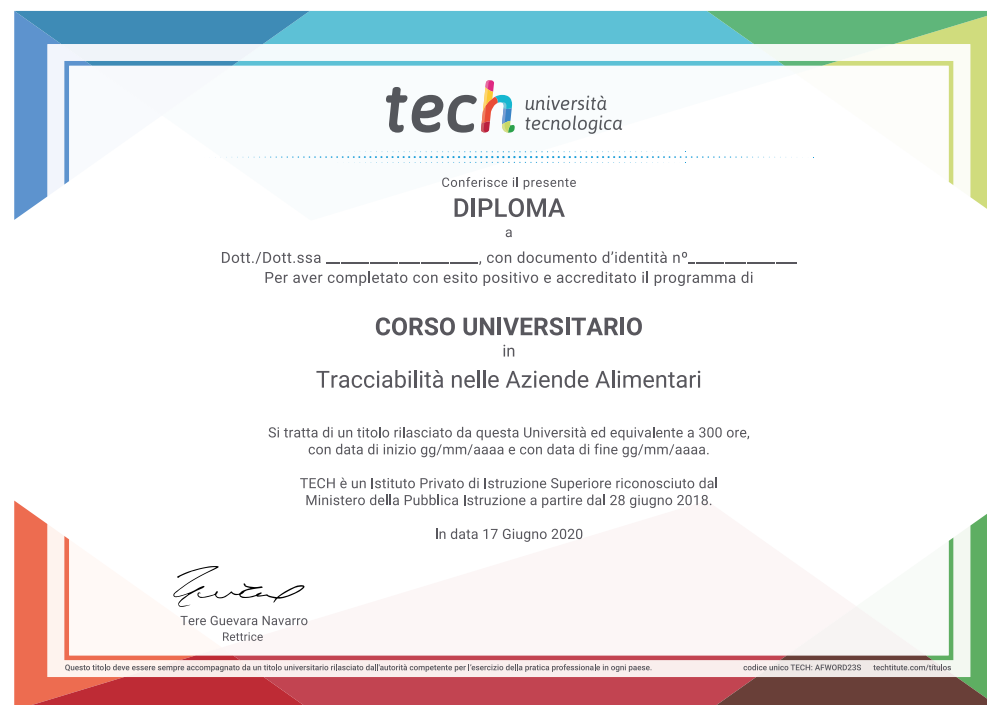 tech università
tecnologica
Conferisce il presente
DIPLOMA
a
Dott./Dott.ssa ____________________, con documento d'identità nº______________
Per aver completato con esito positivo e accreditato il programma di
CORSO UNIVERSITARIO
in
Tracciabilità nelle Aziende Alimentari
Si tratta di un titolo rilasciato da questa Università ed equivalente a 300 ore,
con data di inizio gg/mm/aaaa e con data di fine gg/mm/aaaa.
TECH è un Istituto Privato di Istruzione Superiore riconosciuto dal
Ministero della Pubblica Istruzione a partire dal 28 giugno 2018.
In data 17 Giugno 2020
Tere Guevara Navarro
Rettrice
Questo titolo deve essere sempre accompagnato da un titolo universitario rilasciato dall'autorità competente per l'esercizio della pratica professionale in ogni paese. codice unico TECH: AFWORD23S techtitute.com/titulos